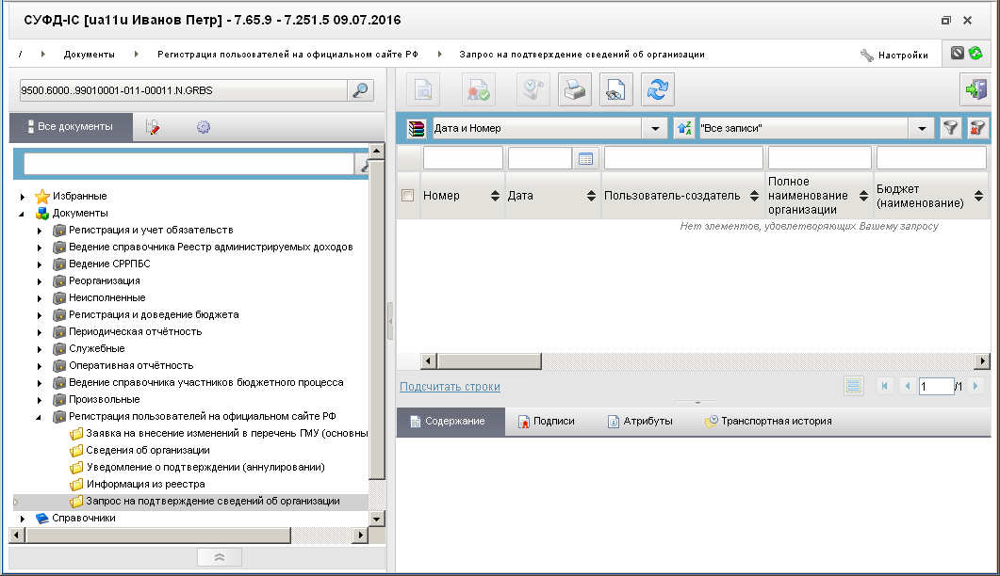 СУФД-IC [ua11u Иванов Петр] - 7.65.9 - 7.251.5 09.07.2016
/ Документы Регистрация пользователей на официальном сайте РФ Запрос на подтверждение сведений об организации
Настройки
9500.6000..99010001-011-00011.N.GRBS
Все документы
Дата и Номер
"Все записи"
Номер
Дата
Пользователь-создатель
Полное
наименование
организации
Бюджет
(наименование)
Нет элементов, удовлетворяющих Вашему запросу
Избранные
Документы
Регистрация и учет обязательств
Ведение справочника Реестр администрируемых доходов
Ведение СРРПБС
Реорганизация
Неисполненные
Регистрация и доведение бюджета
Периодическая отчётность
Служебные
Оперативная отчётность
Ведение справочника участников бюджетного процесса
Произвольные
Регистрация пользователей на официальном сайте РФ
Заявка на внесение изменений в перечень ГМУ (основны
Сведения об организации
Уведомление о подтверждении (аннулировании)
Информация из реестра
Запрос на подтверждение сведений об организации
Справочники
Подсчитать строки
1 /1
Содержание
Подписи
Атрибуты
Транспортная история